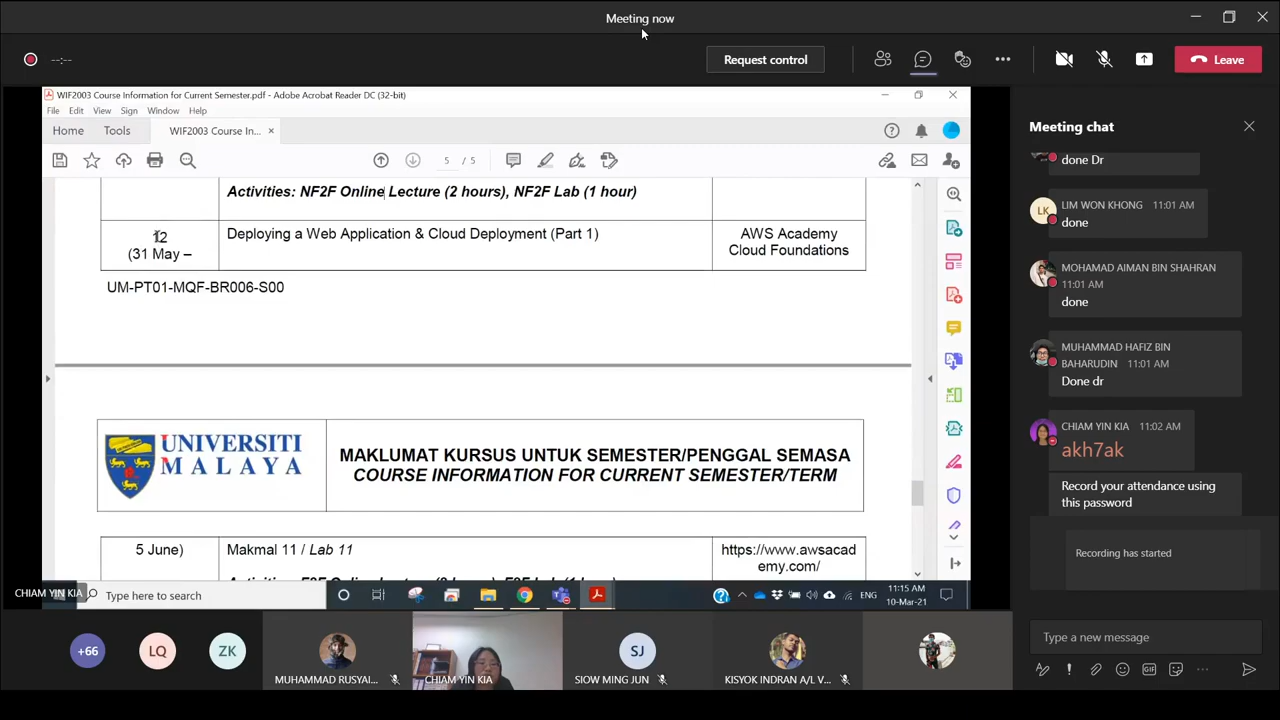 Meeting now
--:--
Request control
Leave
WIF2003 Course Information for Current Semester.pdf - Adobe Acrobat Reader DC (32-bit)
File Edit View Sign Window Help
Home Tools WIF2003 Course In... ×
5 / 5
Activities: NF2F Online Lecture (2 hours), NF2F Lab (1 hour)
12
(31 May –
Deploying a Web Application & Cloud Deployment (Part 1)
AWS Academy
Cloud Foundations
UM-PT01-MQF-BR006-S00
UNIVERSITI
MALAYA
MAKLUMAT KURSUS UNTUK SEMESTER/PENGGAL SEMASA
COURSE INFORMATION FOR CURRENT SEMESTER/TERM
5 June)
Makmal 11 / Lab 11
https://www.awsacad
emy.com/
CHIAM YIN KIA
Type here to search
ENG
11:15 AM
10-Mar-21
+66
LQ
ZK
MUHAMMAD RUSYAI...
CHIAM YIN KIA
SJ
SIOW MING JUN
KISYOK INDRAN A/L V...
Meeting chat
done Dr
LK
LIM WON KHONG 11:01 AM
done
MOHAMAD AIMAN BIN SHAHRAN
11:01 AM
done
MUHAMMAD HAFIZ BIN
BAHARUDIN 11:01 AM
Done dr
CHIAM YIN KIA 11:02 AM
akh7ak
Record your attendance using
this password
Recording has started
Type a new message
GIF